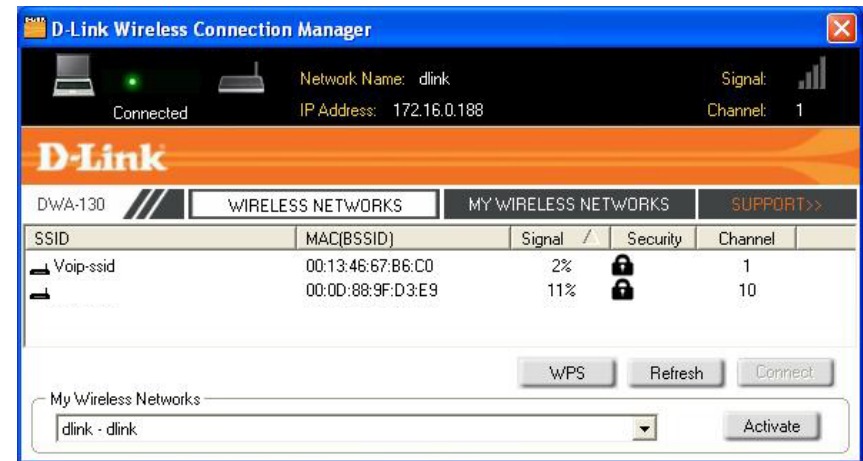 D-Link Wireless Connection Manager
Network Name: dlink Signal:
Connected IP Address: 172.16.0.188 Channel: 1
D-Link
DWA-130 WIRELESS NETWORKS MY WIRELESS NETWORKS SUPPORT>>
SSID MAC(BSSID) Signal Security Channel
Voip-ssid 00:13:46:67:B6:C0 2% 1
00:0D:88:9F:D3:E9 11% 10
WPS Refresh Connect
My Wireless Networks
dlink - dlink Activate